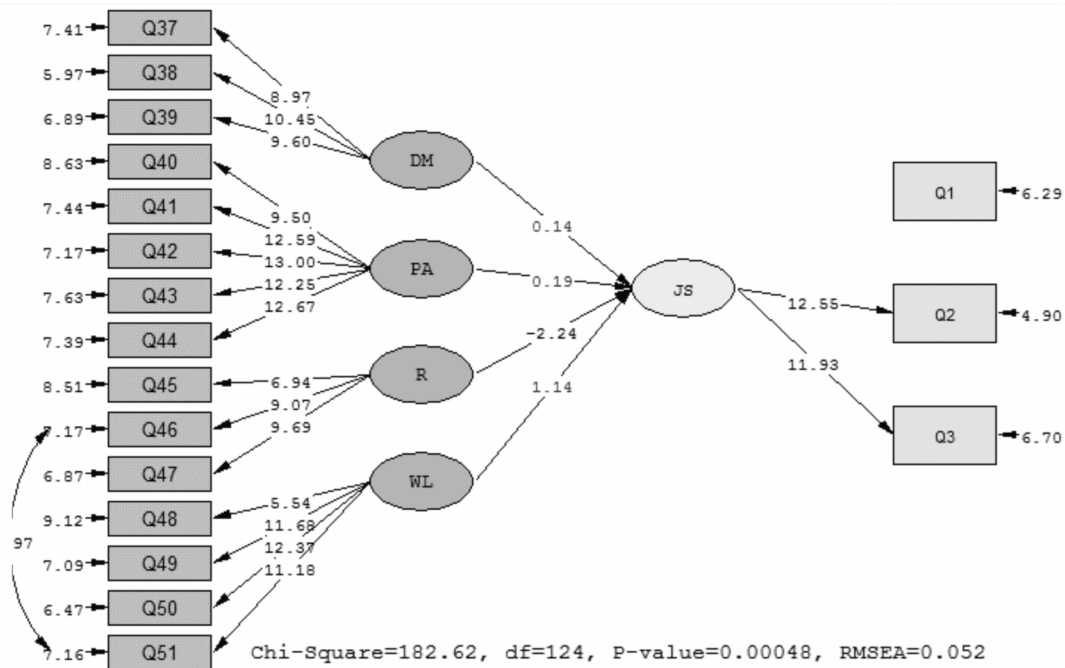 7.41 Q37
5.97 Q38
8.97
10.45
6.89 Q39
9.60
DM
8.63 Q40
Q1 6.29
7.44 Q41
9.50
0.14
12.59
7.17 Q42
13.00
PA
0.19
12.25
JS
7.63 Q43
12.67
12.55
Q2 4.90
7.39 Q44
-2.24
8.51 Q45
6.94
R
11.93
1.14
9.07
7.17 Q46
9.69
Q3 6.70
6.87 Q47
WL
5.54
9.12 Q48
11.68
97
12.37
7.09 Q49
11.18
6.47 Q50
7.16 Q51
Chi-Square=182.62, df=124, P-value=0.00048, RMSEA=0.052